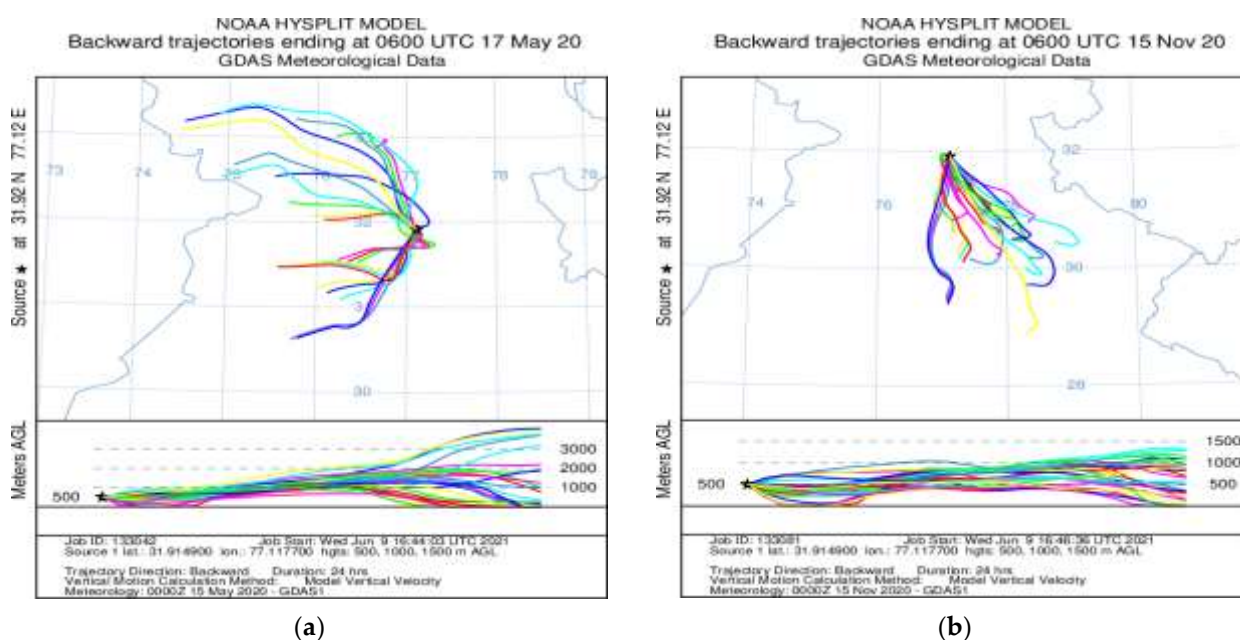 NOAA HYSPLIT MODEL
Backward trajectories ending at 0600 UTC 17 May 20
GDAS Meteorological Data
Source ★ at 31.92 N 77.12 E
73
74
75
79
30
Meters AGL
3000
2000
1000
500
Job ID: 133042 Job Start: Wed Jun 9 16:44:03 UTC 2021
Source 1 lat.: 31.914900 lon.: 77.117700 hgts: 500, 1000, 1500 m AGL
Trajectory Direction: Backward Duration: 24 hrs
Vertical Motion Calculation Method: Model Vertical Velocity
Meteorology: 0000Z 15 May 2020 - GDAS1
(a)
NOAA HYSPLIT MODEL
Backward trajectories ending at 0600 UTC 15 Nov 20
GDAS Meteorological Data
Source ★ at 31.92 N 77.12 E
74
76
80
32
30
28
Meters AGL
1500
1000
500
500
Job ID: 133081 Job Start: Wed Jun 9 16:46:36 UTC 2021
Source 1 lat.: 31.914900 lon.: 77.117700 hgts: 500, 1000, 1500 m AGL
Trajectory Direction: Backward Duration: 24 hrs
Vertical Motion Calculation Method: Model Vertical Velocity
Meteorology: 0000Z 15 Nov 2020 - GDAS1
(b)